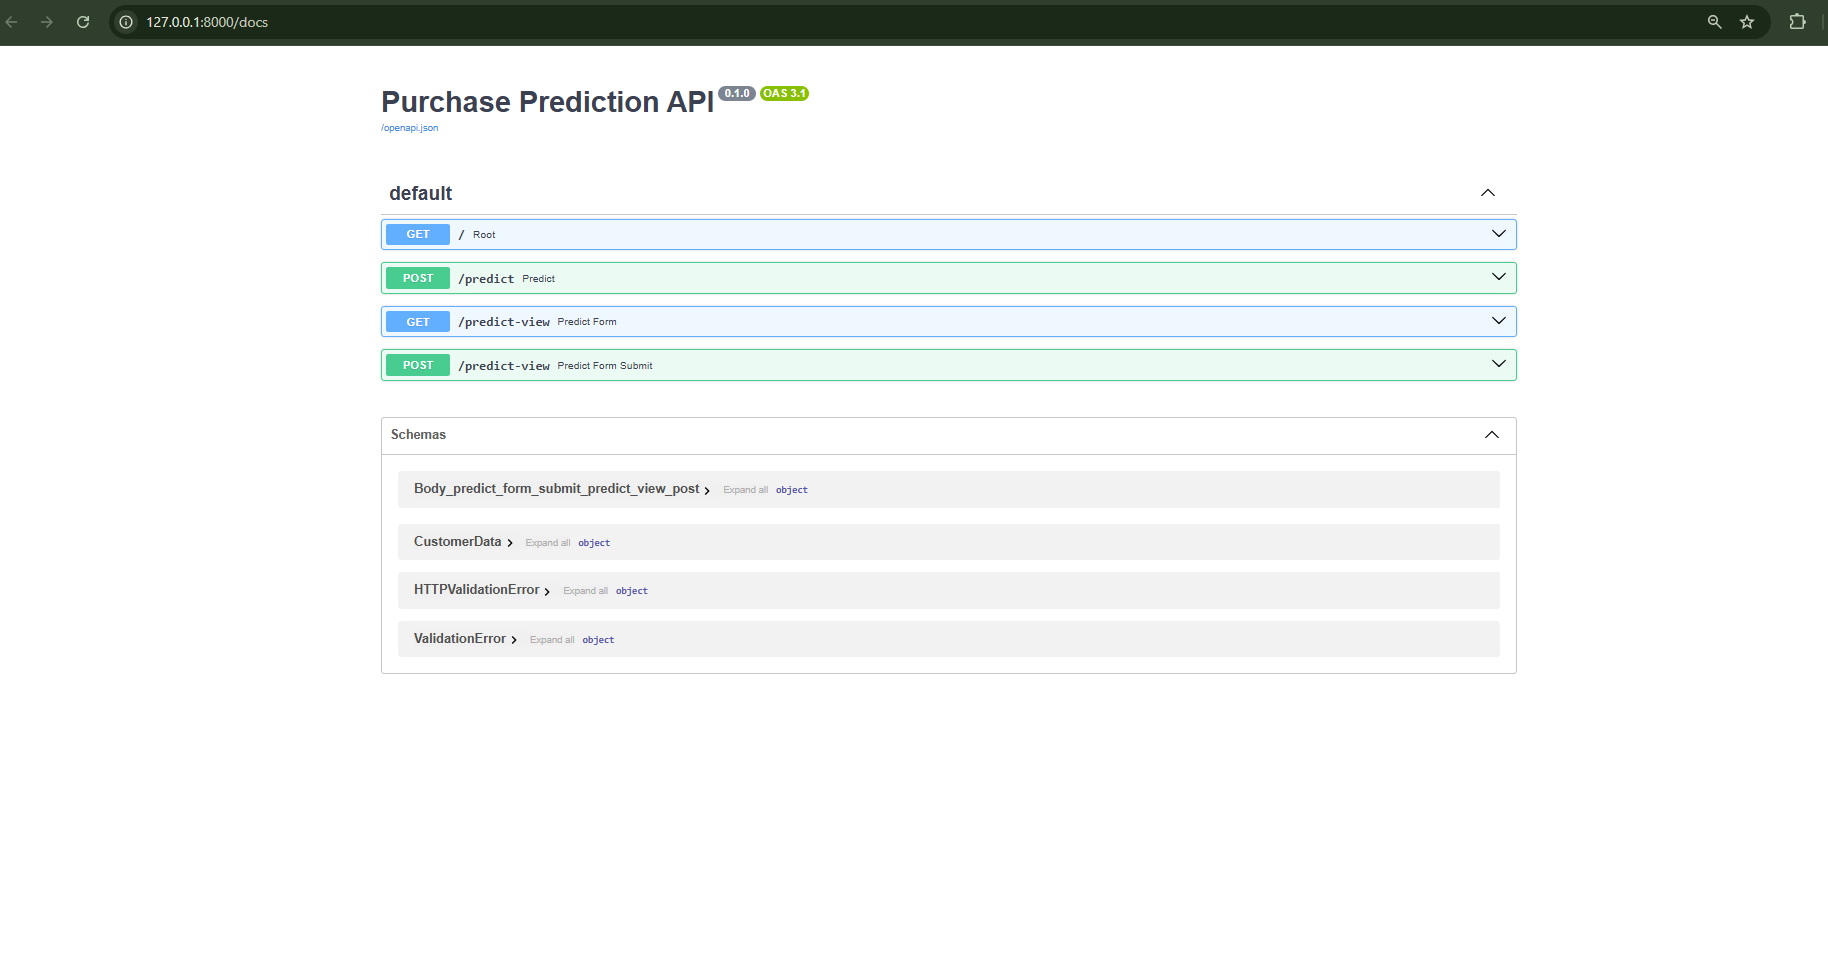 127.0.0.1:8000/docs
Purchase Prediction API 0.1.0 OAS 3.1
/openapi.json
default
GET / Root
POST /predict Predict
GET /predict-view Predict Form
POST /predict-view Predict Form Submit
Schemas
Body_predict_form_submit_predict_view_post Expand all object
CustomerData Expand all object
HTTPValidationError Expand all object
ValidationError Expand all object